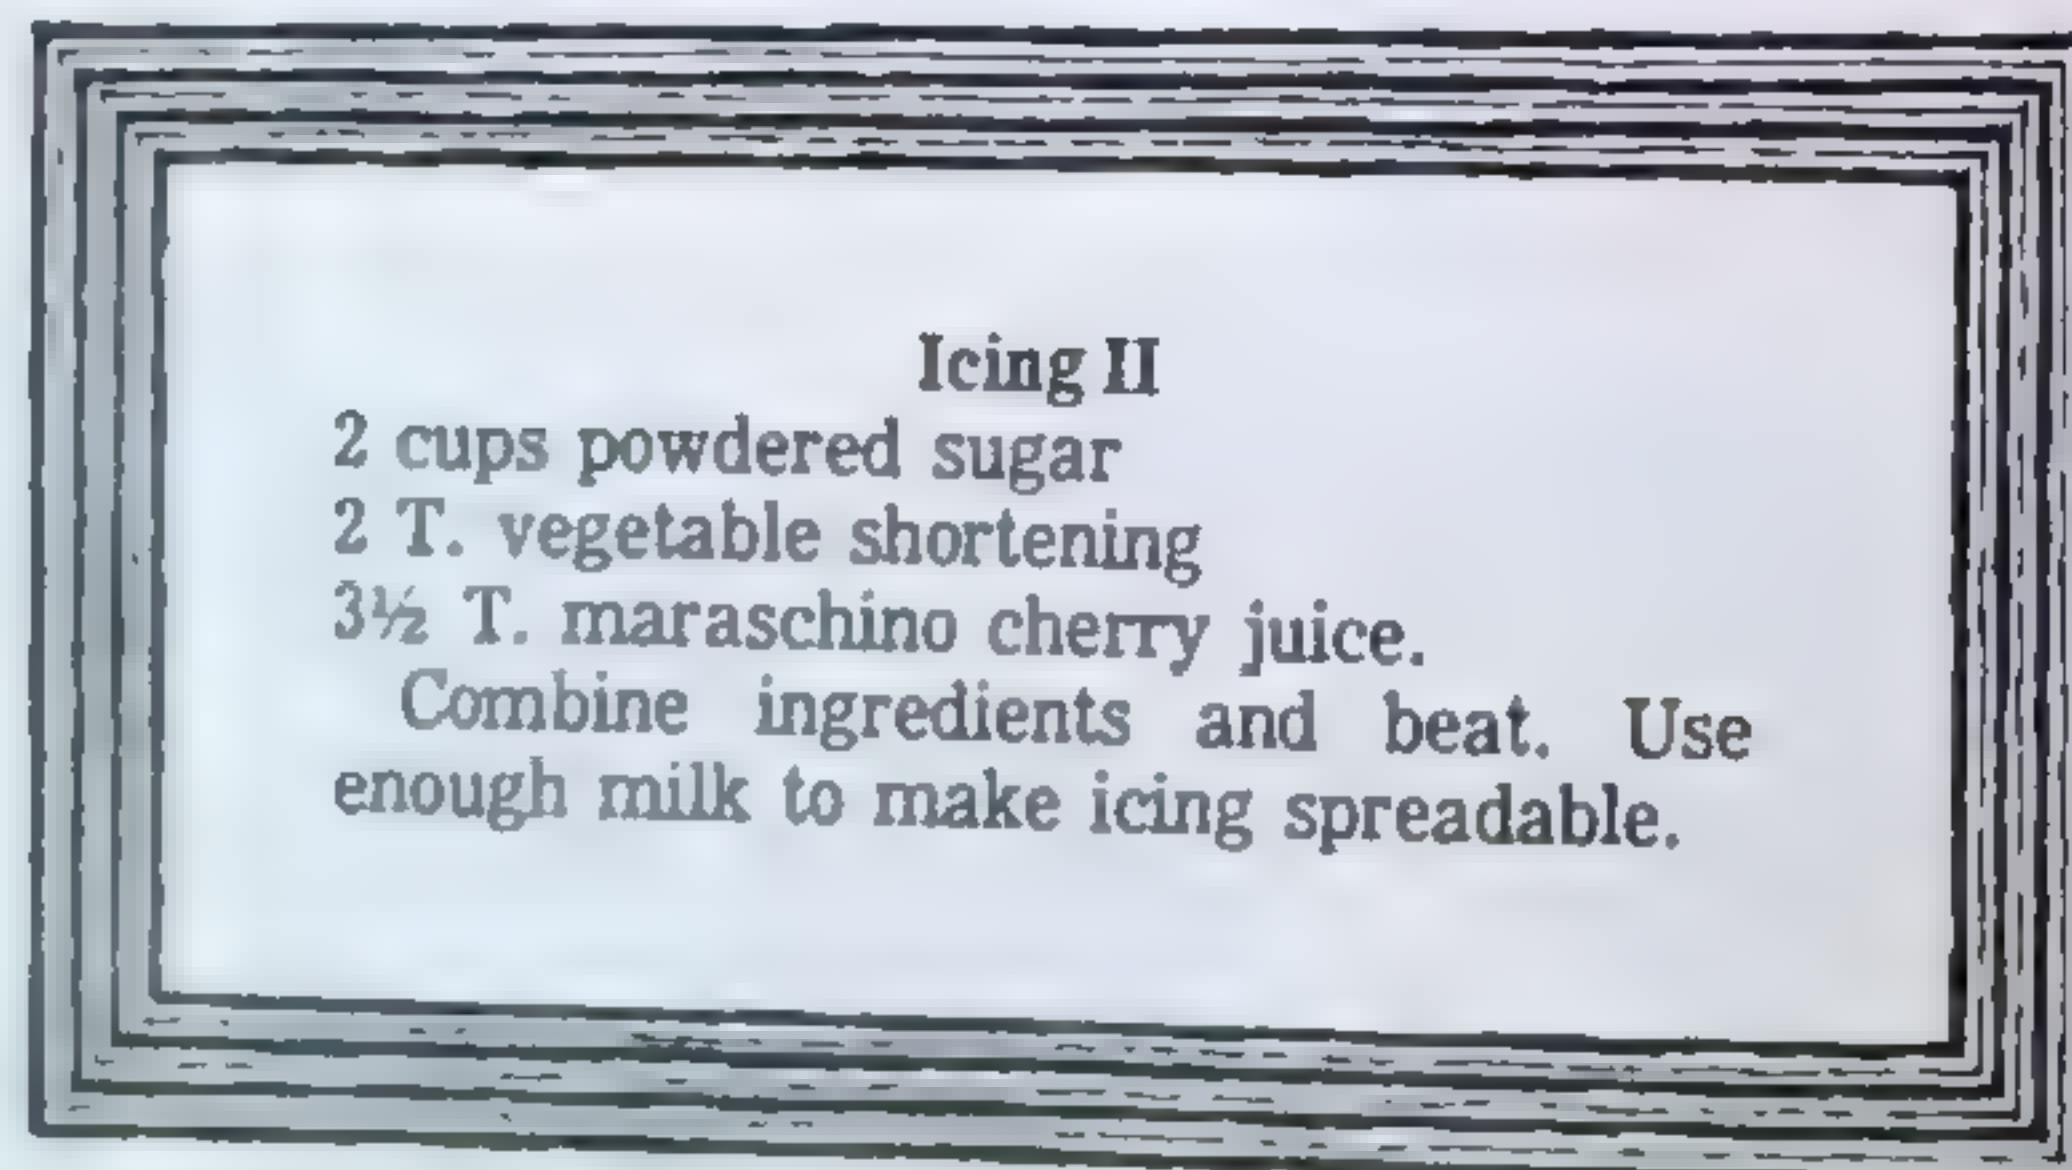 Icing II
2 cups powdered sugar
2 T. vegetable shortening
3½ T. maraschino cherry juice.
Combine ingredients and beat. Use
enough milk to make icing spreadable.